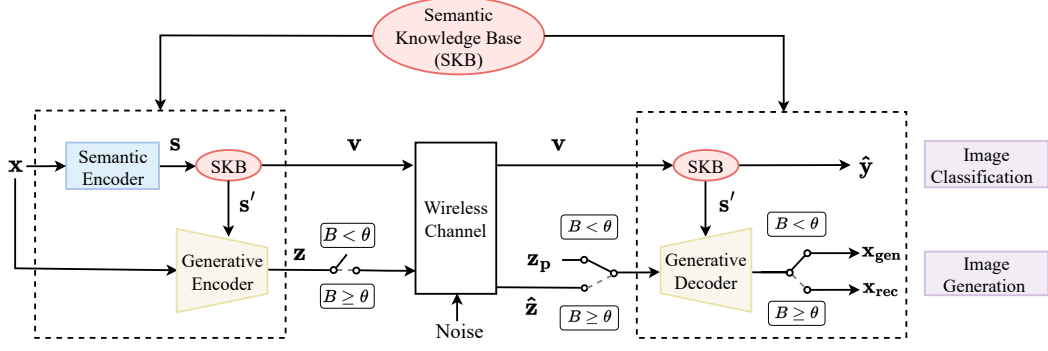 Semantic
Knowledge Base
(SKB)
x
Semantic
Encoder
s
SKB
v
Wireless
Channel
v
SKB
ŷ
Image
Classification
s′
s′
Generative
Encoder
z
B < θ
B ≥ θ
Noise
z_p
ẑ
B < θ
B ≥ θ
Generative
Decoder
B < θ
B ≥ θ
x_gen
x_rec
Image
Generation